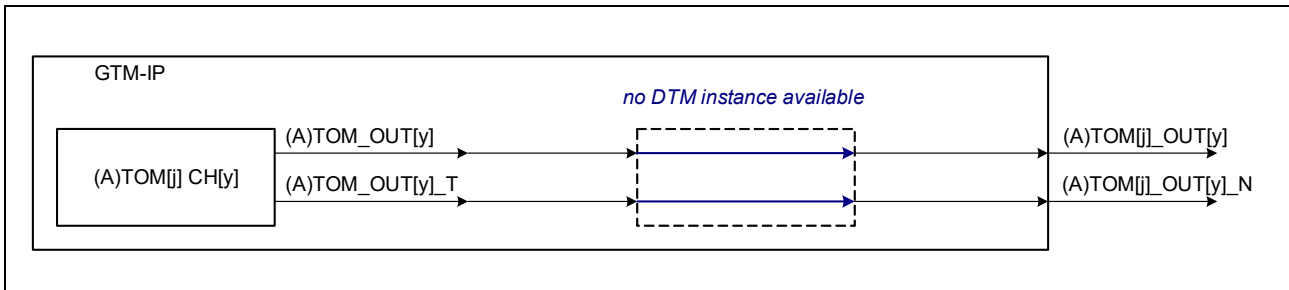 GTM-IP
no DTM instance available
(A)TOM_OUT[y]
(A)TOM[j]_OUT[y]
(A)TOM[j] CH[y]
(A)TOM_OUT[y]_T
(A)TOM[j]_OUT[y]_N